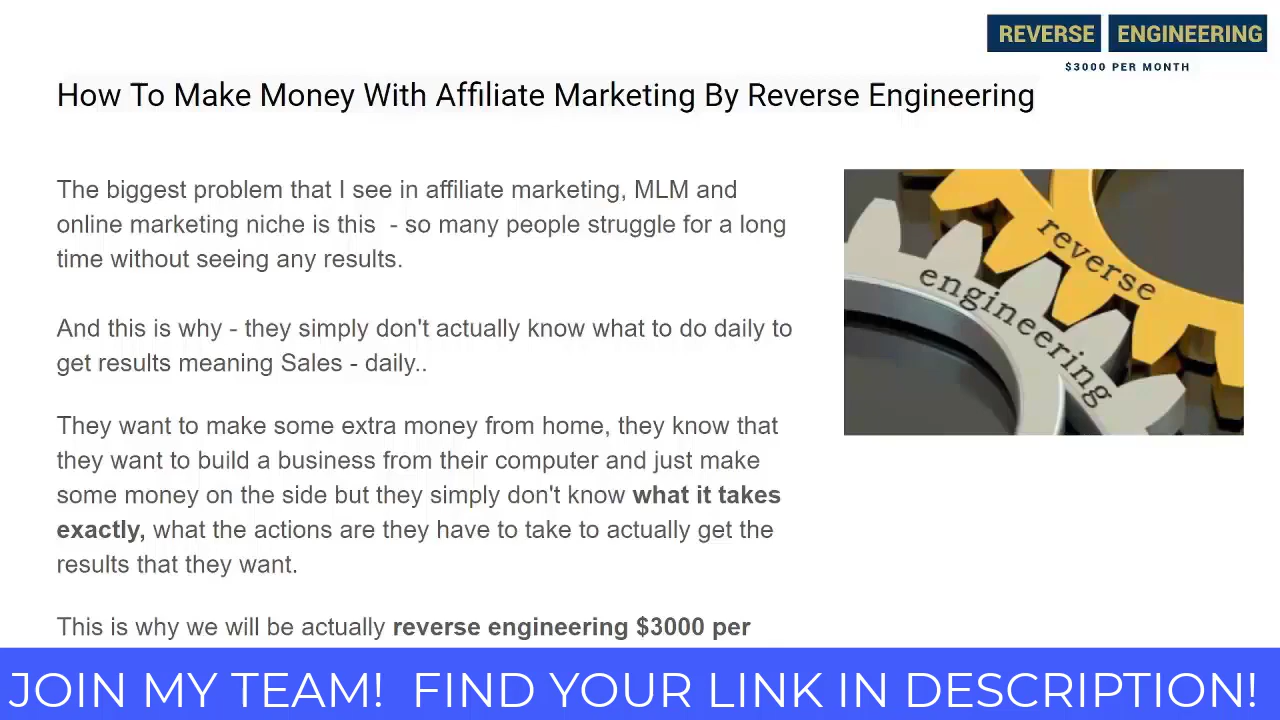 REVERSE ENGINEERING
$3000 PER MONTH
How To Make Money With Affiliate Marketing By Reverse Engineering
The biggest problem that I see in affiliate marketing, MLM and
online marketing niche is this - so many people struggle for a long
time without seeing any results.
And this is why - they simply don't actually know what to do daily to
get results meaning Sales - daily..
They want to make some extra money from home, they know that
they want to build a business from their computer and just make
some money on the side but they simply don't know what it takes
exactly, what the actions are they have to take to actually get the
results that they want.
This is why we will be actually reverse engineering $3000 per
reverse
engineering
JOIN MY TEAM! FIND YOUR LINK IN DESCRIPTION!